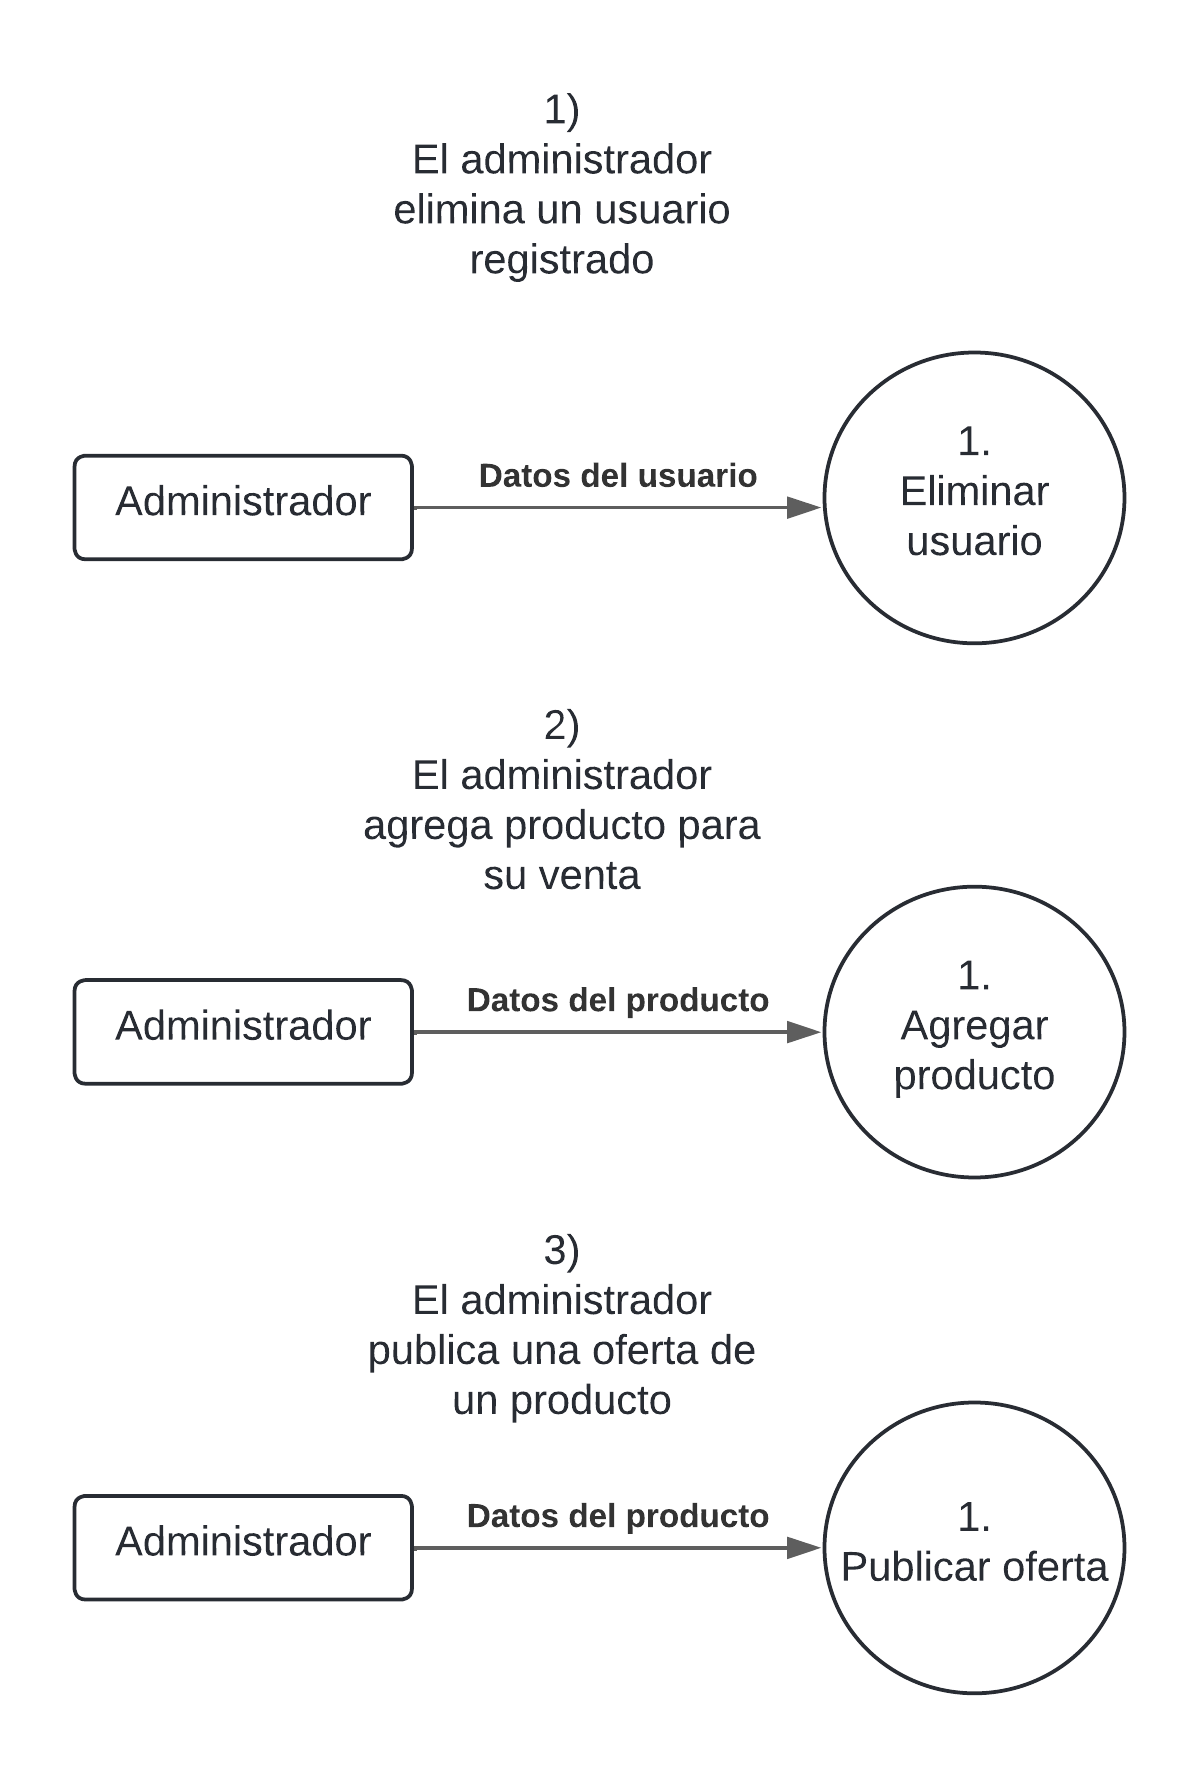 1)
El administrador
elimina un usuario
registrado
Administrador
Datos del usuario
1.
Eliminar
usuario
2)
El administrador
agrega producto para
su venta
Administrador
Datos del producto
1.
Agregar
producto
3)
El administrador
publica una oferta de
un producto
Administrador
Datos del producto
1.
Publicar oferta